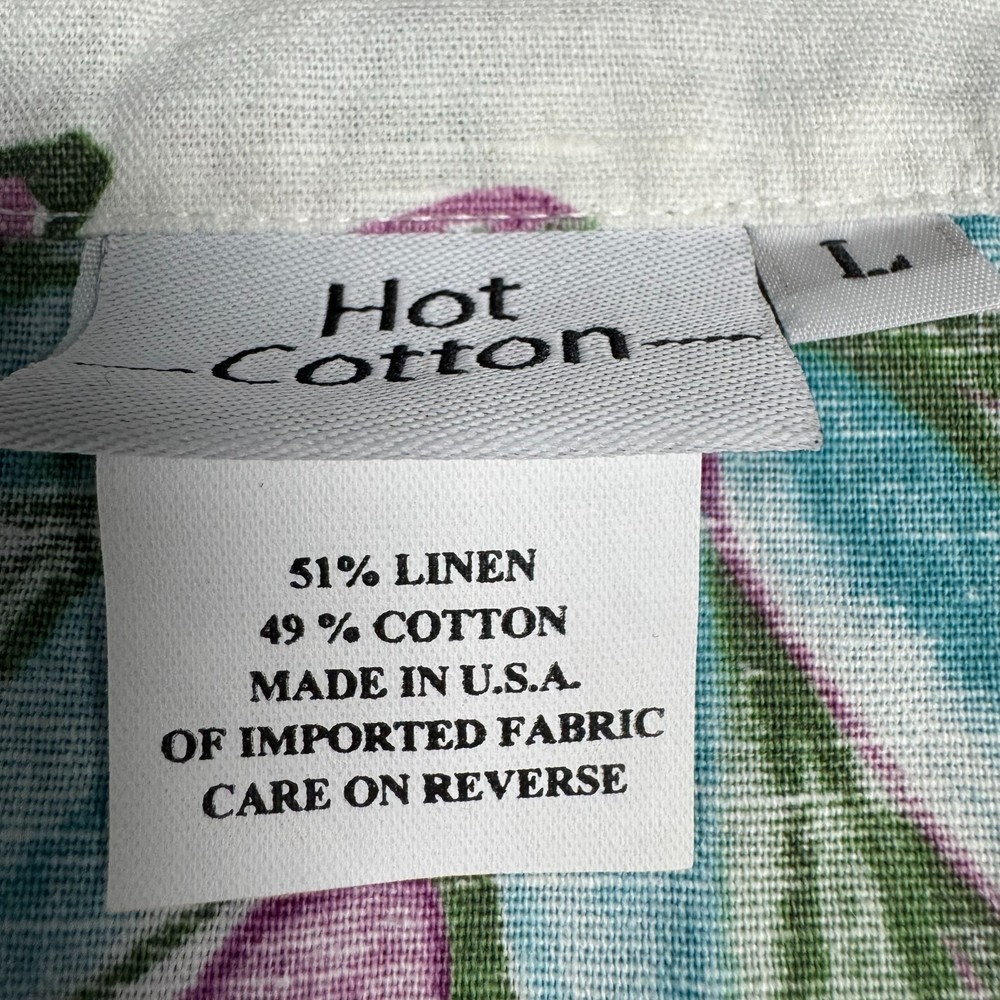 Hot
Cotton
L
51% LINEN
49 % COTTON
MADE IN U.S.A.
OF IMPORTED FABRIC
CARE ON REVERSE